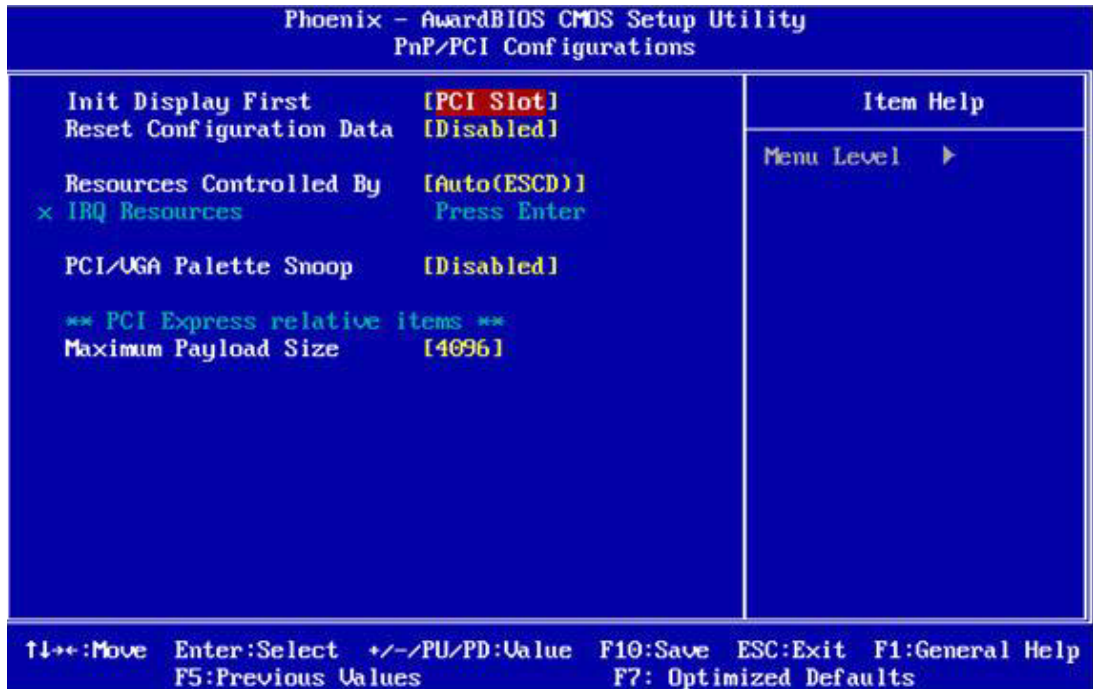 Phoenix - AwardBIOS CMOS Setup Utility
PnP/PCI Configurations
Init Display First [PCI Slot]
Reset Configuration Data [Disabled]
Resources Controlled By [Auto(ESCD)]
x IRQ Resources Press Enter
PCI/VGA Palette Snoop [Disabled]
** PCI Express relative items **
Maximum Payload Size [4096]
Item Help
Menu Level ▶
↑↓→←:Move Enter:Select +/-/PU/PD:Value F10:Save ESC:Exit F1:General Help
F5:Previous Values F7: Optimized Defaults